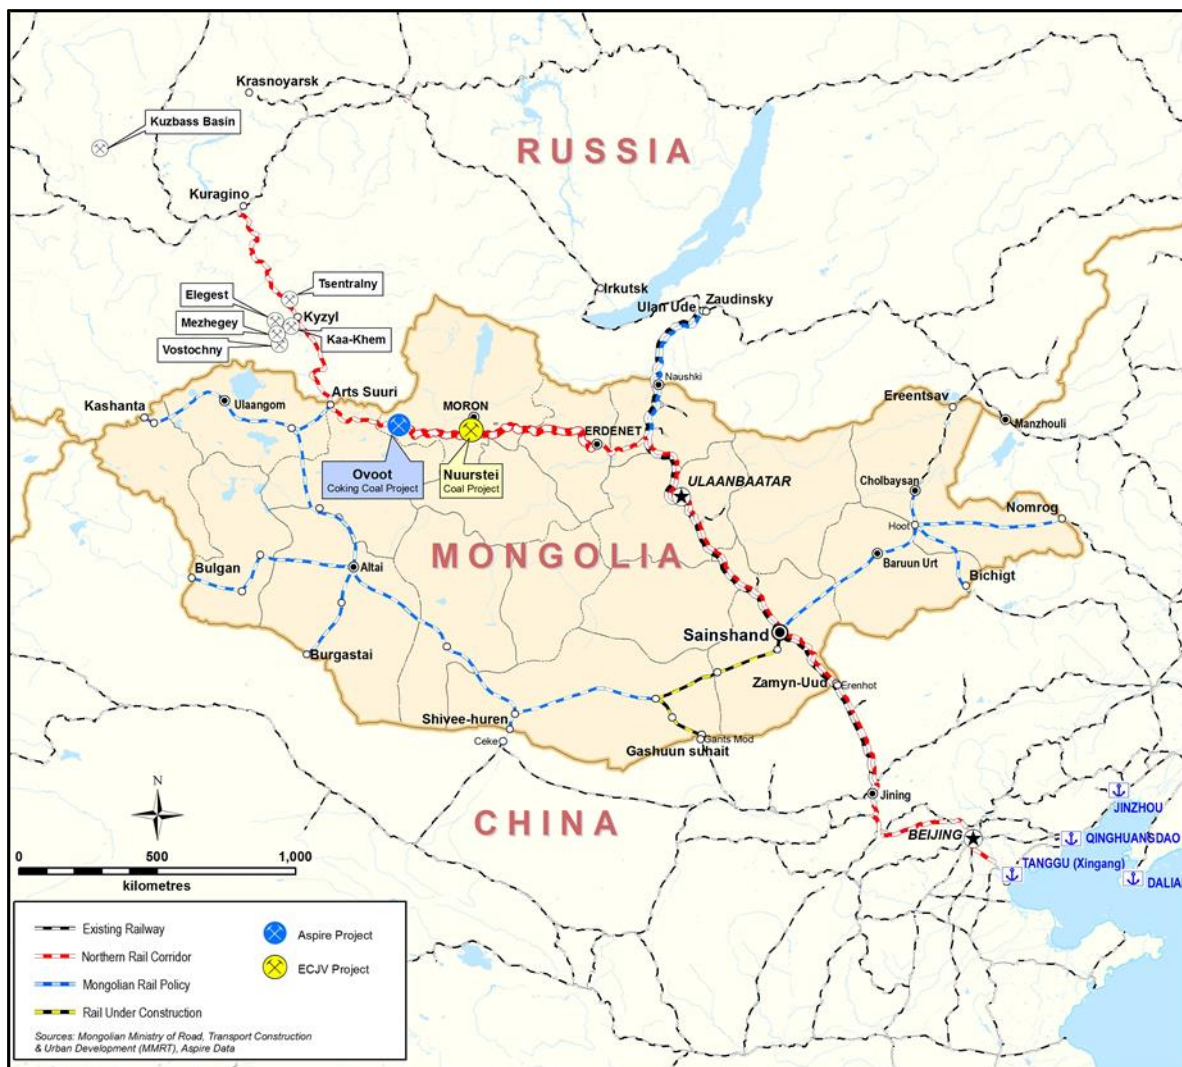 Krasnoyarsk
Kuzbass Basin
RUSSIA
Kuragino
Tsentralny
Irkutsk
Elegest
Zaudinsky
Ulan Ude
Kyzyl
Mezhegey
Kaa-Khem
Vostochny
Naushki
Arts Suuri
Ereentsav
Kashanta
Ulaangom
MORON
Manzhouli
ERDENET
Ovoot
Coking Coal Project
Nuurstei
Coal Project
ULAANBAATAR
Cholbaysan
Nomrog
Hoot
MONGOLIA
Baruun Urt
Bulgan
Altai
Bichigt
Sainshand
Burgastai
Zamyn-Uud
Erenhot
Shivee-huren
Ceke
Gants Mod
Gashuun suhait
N
Jining
JINZHOU
CHINA
BEIJING
QINGHUANGDAO
TANGGU (Xingang)
DALIA
0 500 1,000
kilometres
Existing Railway
Northern Rail Corridor
Mongolian Rail Policy
Rail Under Construction
Aspire Project
ECJV Project
Sources: Mongolian Ministry of Road, Transport Construction
& Urban Development (MMRT), Aspire Data